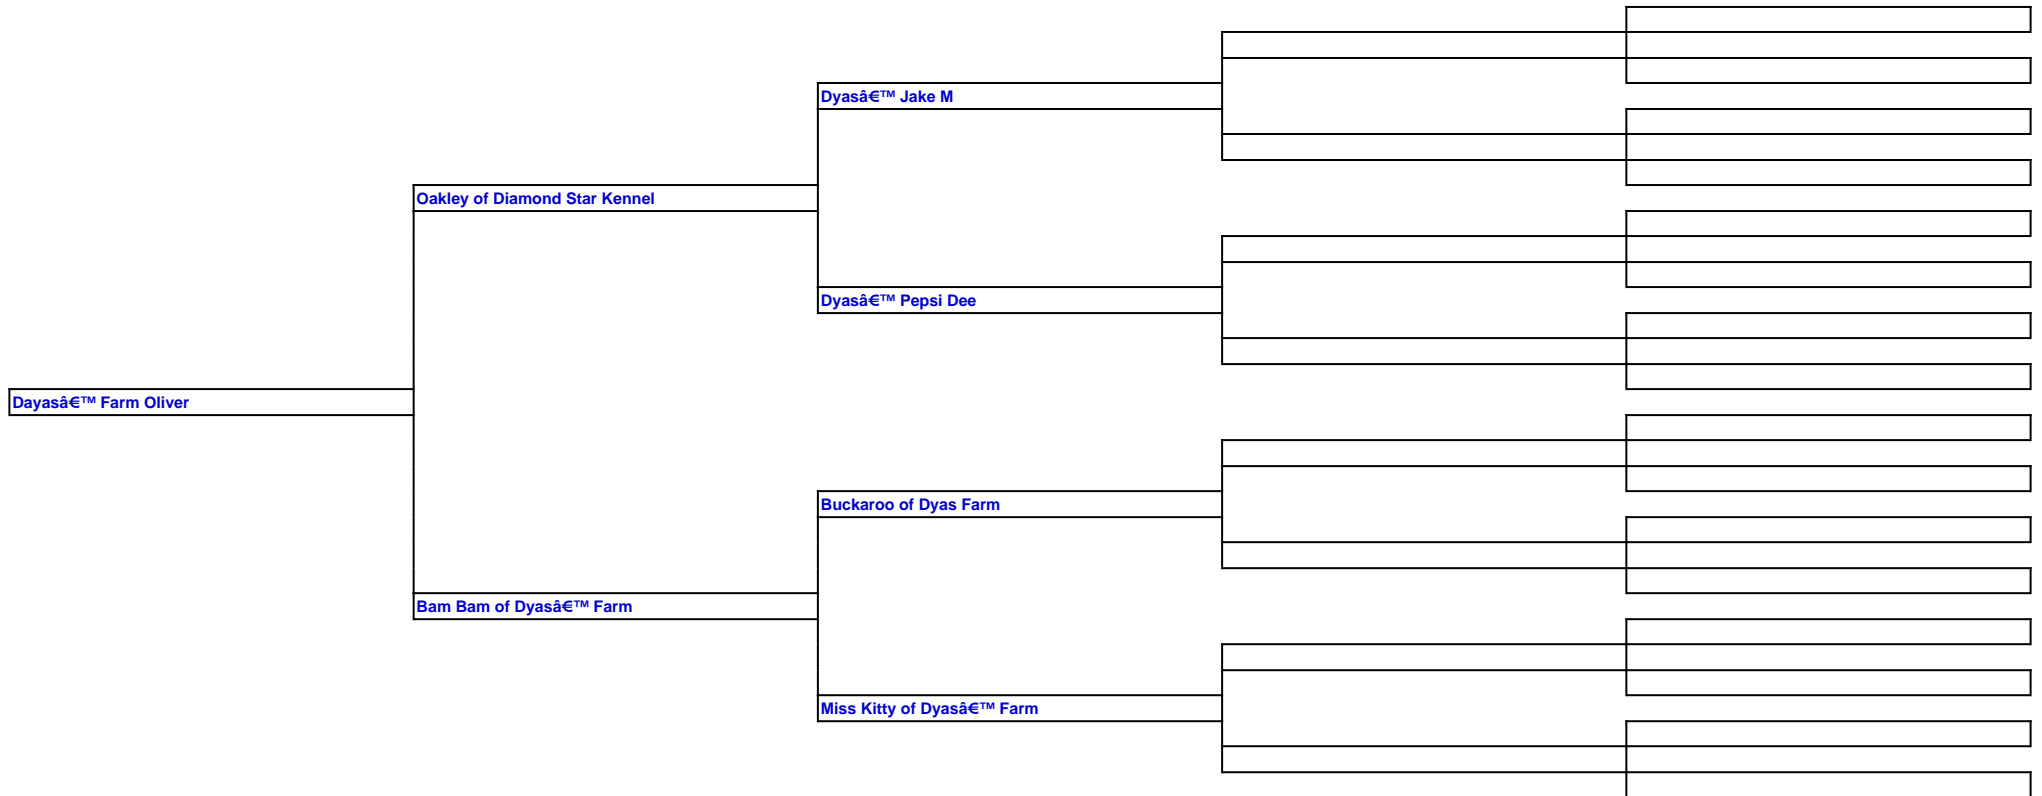 Dyasâ€™ Jake M
Oakley of Diamond Star Kennel
Dyasâ€™ Pepsi Dee
Dayasâ€™ Farm Oliver
Buckaroo of Dyas Farm
Bam Bam of Dyasâ€™ Farm
Miss Kitty of Dyasâ€™ Farm